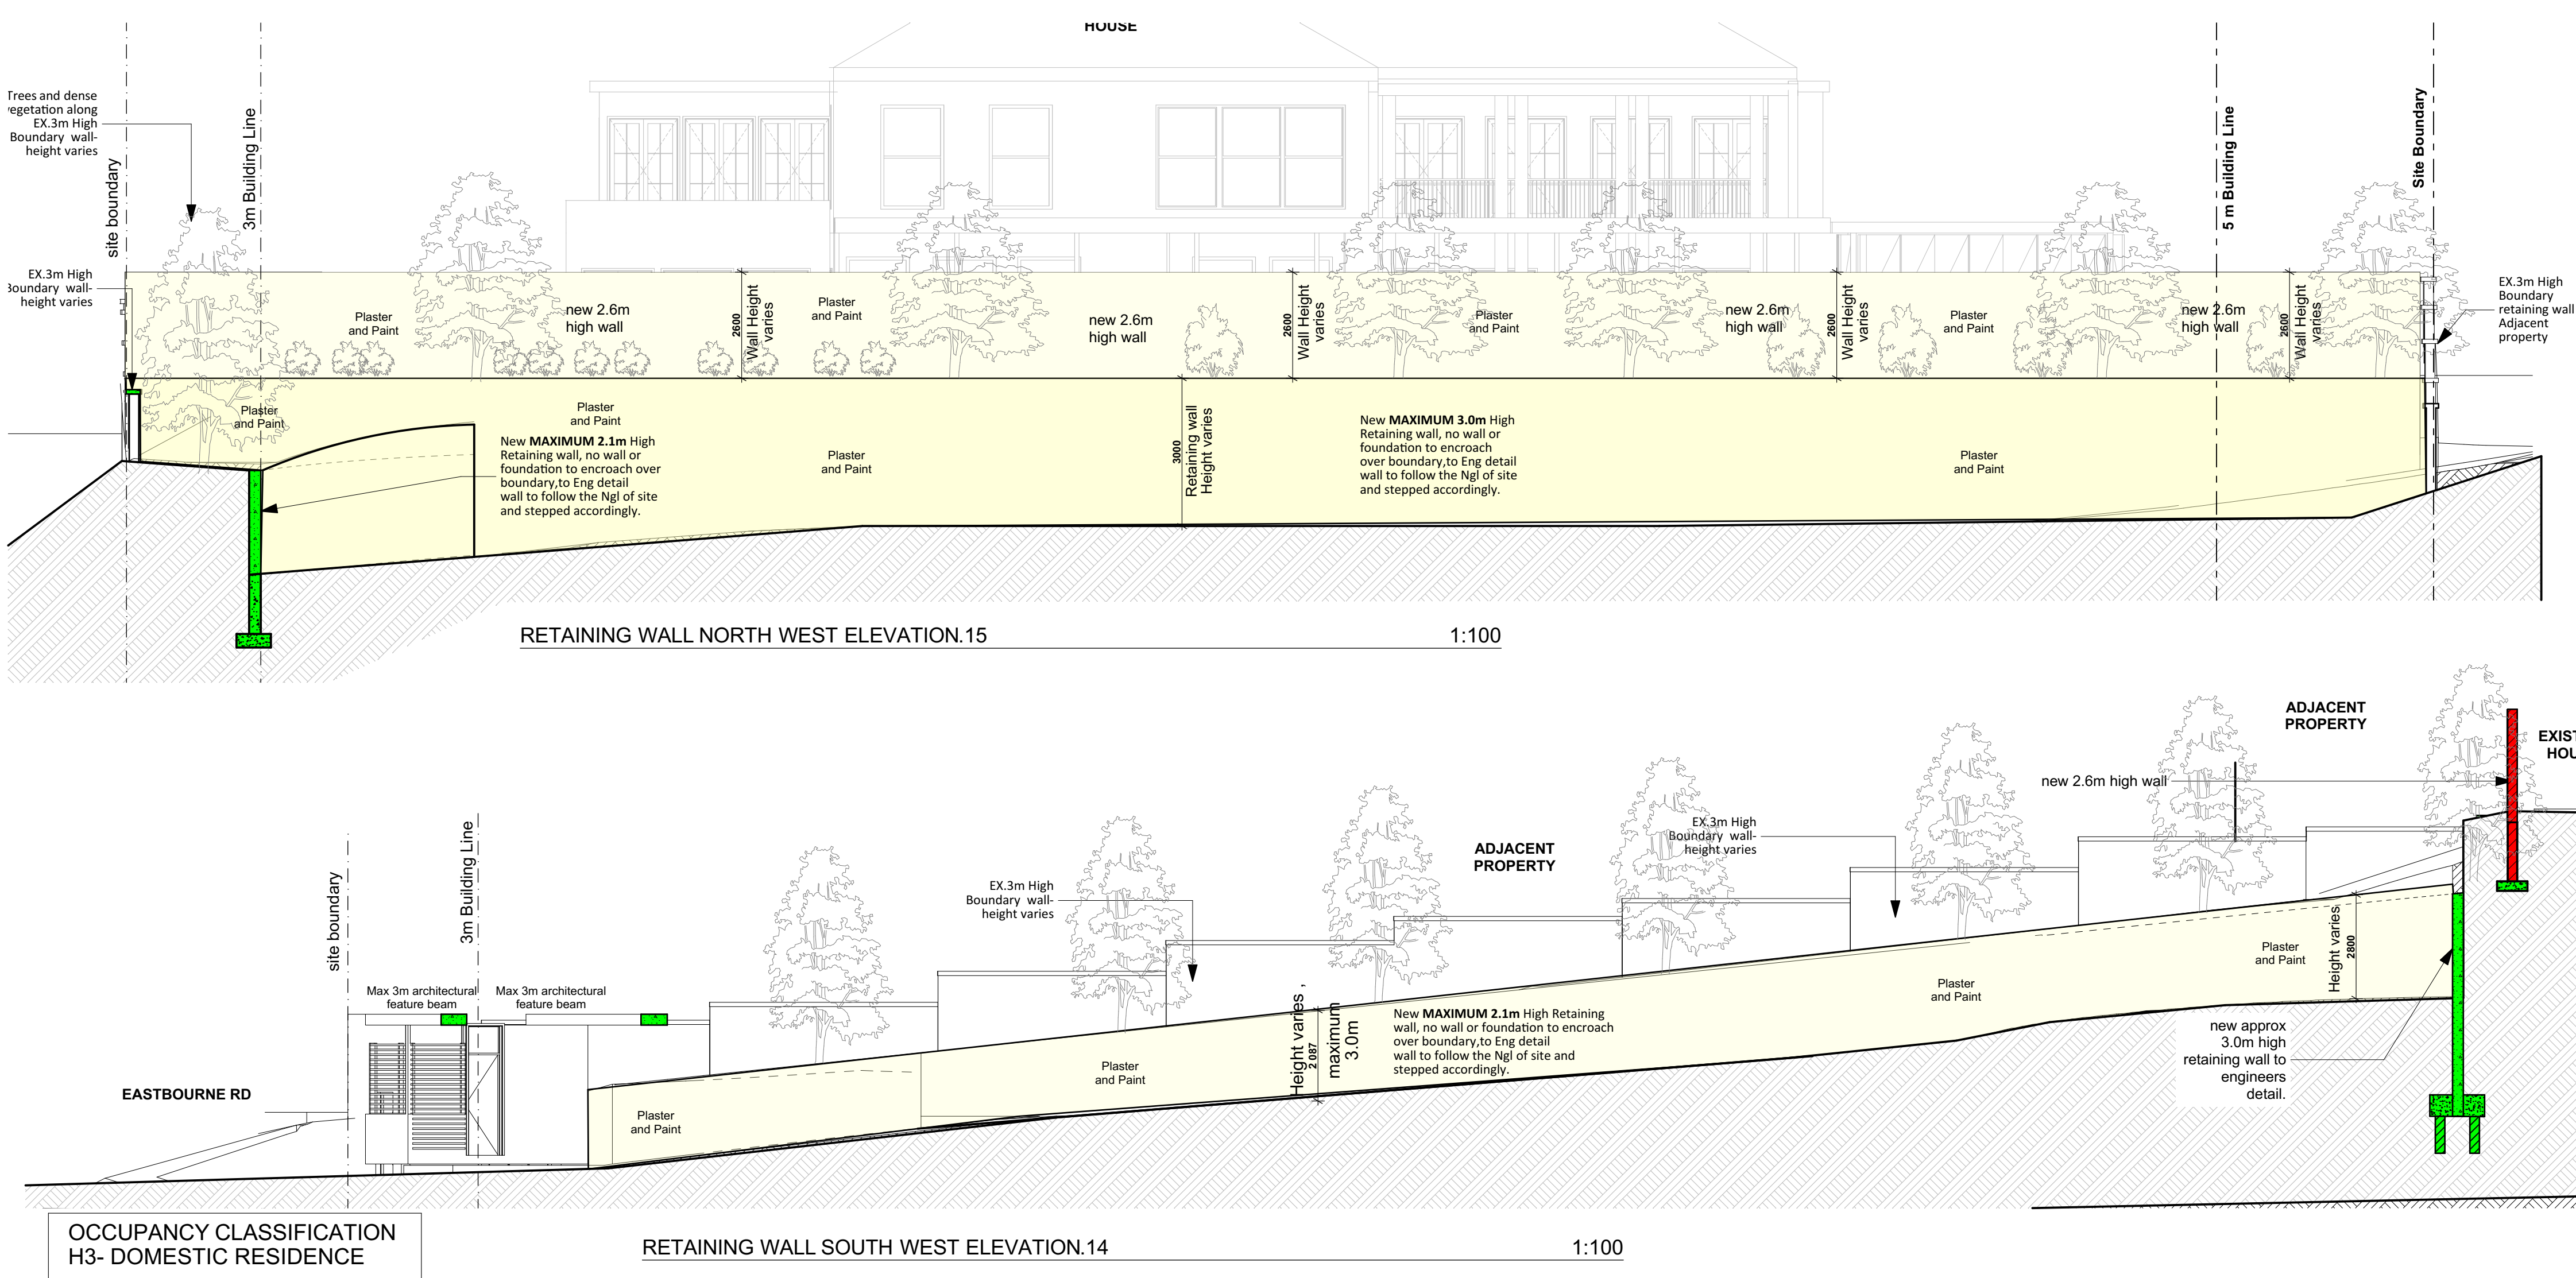 HOUSE
Trees and dense
vegetation along
EX.3m High
Boundary wall-
height varies
site boundary
3m Building Line
5 m Building Line
Site Boundary
EX.3m High
Boundary wall-
height varies
Plaster
and Paint
new 2.6m
high wall
2600
Wall Height
varies
Plaster
and Paint
new 2.6m
high wall
2600
Wall Height
varies
Plaster
and Paint
new 2.6m
high wall
2600
Wall Height
varies
Plaster
and Paint
new 2.6m
high wall
2600
Wall Height
varies
EX.3m High
Boundary
retaining wall
Adjacent
property
Plaster
and Paint
Plaster
and Paint
New MAXIMUM 2.1m High
Retaining wall, no wall or
foundation to encroach over
boundary,to Eng detail
wall to follow the Ngl of site
and stepped accordingly.
Plaster
and Paint
3000
Retaining wall
Height varies
New MAXIMUM 3.0m High
Retaining wall, no wall or
foundation to encroach
over boundary,to Eng detail
wall to follow the Ngl of site
and stepped accordingly.
Plaster
and Paint
RETAINING WALL NORTH WEST ELEVATION.15
1:100
ADJACENT
PROPERTY
new 2.6m high wall
EX.3m High
Boundary wall-
height varies
ADJACENT
PROPERTY
EX.3m High
Boundary wall-
height varies
site boundary
3m Building Line
Max 3m architectural
feature beam
Max 3m architectural
feature beam
EASTBOURNE RD
Plaster
and Paint
Plaster
and Paint
Height varies ,
2 087
maximum
3.0m
New MAXIMUM 2.1m High Retaining
wall, no wall or foundation to encroach
over boundary,to Eng detail
wall to follow the Ngl of site and
stepped accordingly.
Plaster
and Paint
Plaster
and Paint
Height varies
2800
new approx
3.0m high
retaining wall to
engineers
detail.
OCCUPANCY CLASSIFICATION
H3- DOMESTIC RESIDENCE
RETAINING WALL SOUTH WEST ELEVATION.14
1:100